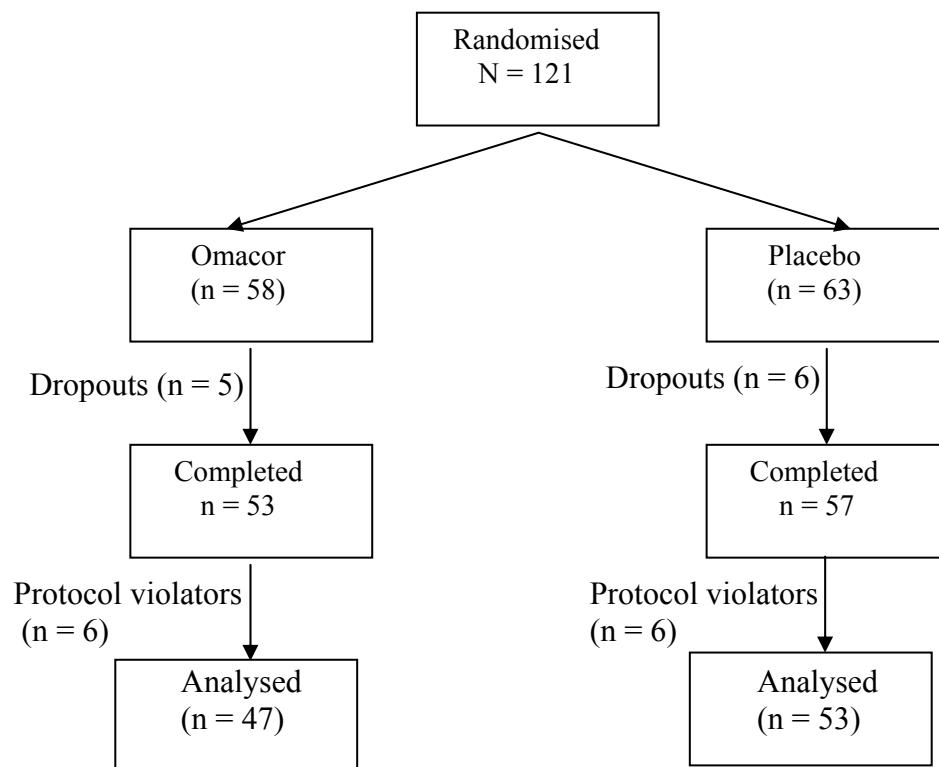 Randomised
N = 121
Omacor
(n = 58)
Placebo
(n = 63)
Dropouts (n = 5)
Dropouts (n = 6)
Completed
n = 53
Completed
n = 57
Protocol violators
(n = 6)
Protocol violators
(n = 6)
Analysed
(n = 47)
Analysed
(n = 53)